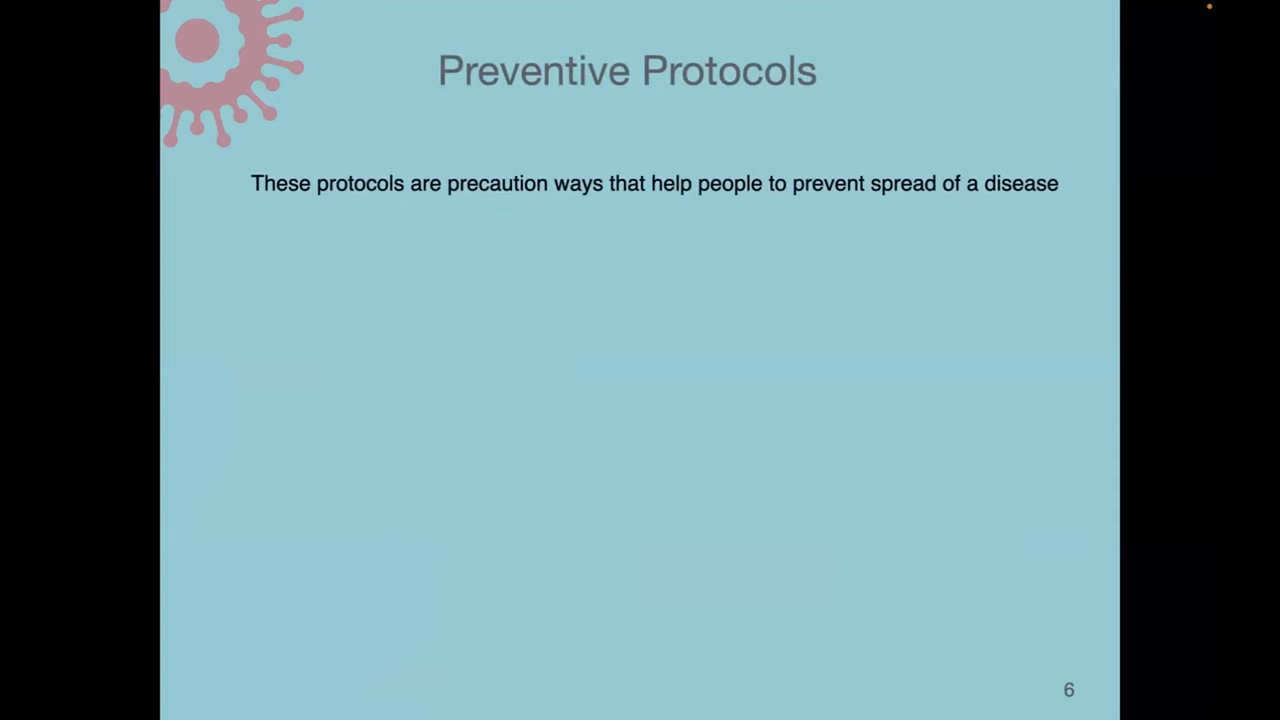 Preventive Protocols
These protocols are precaution ways that help people to prevent spread of a disease
6